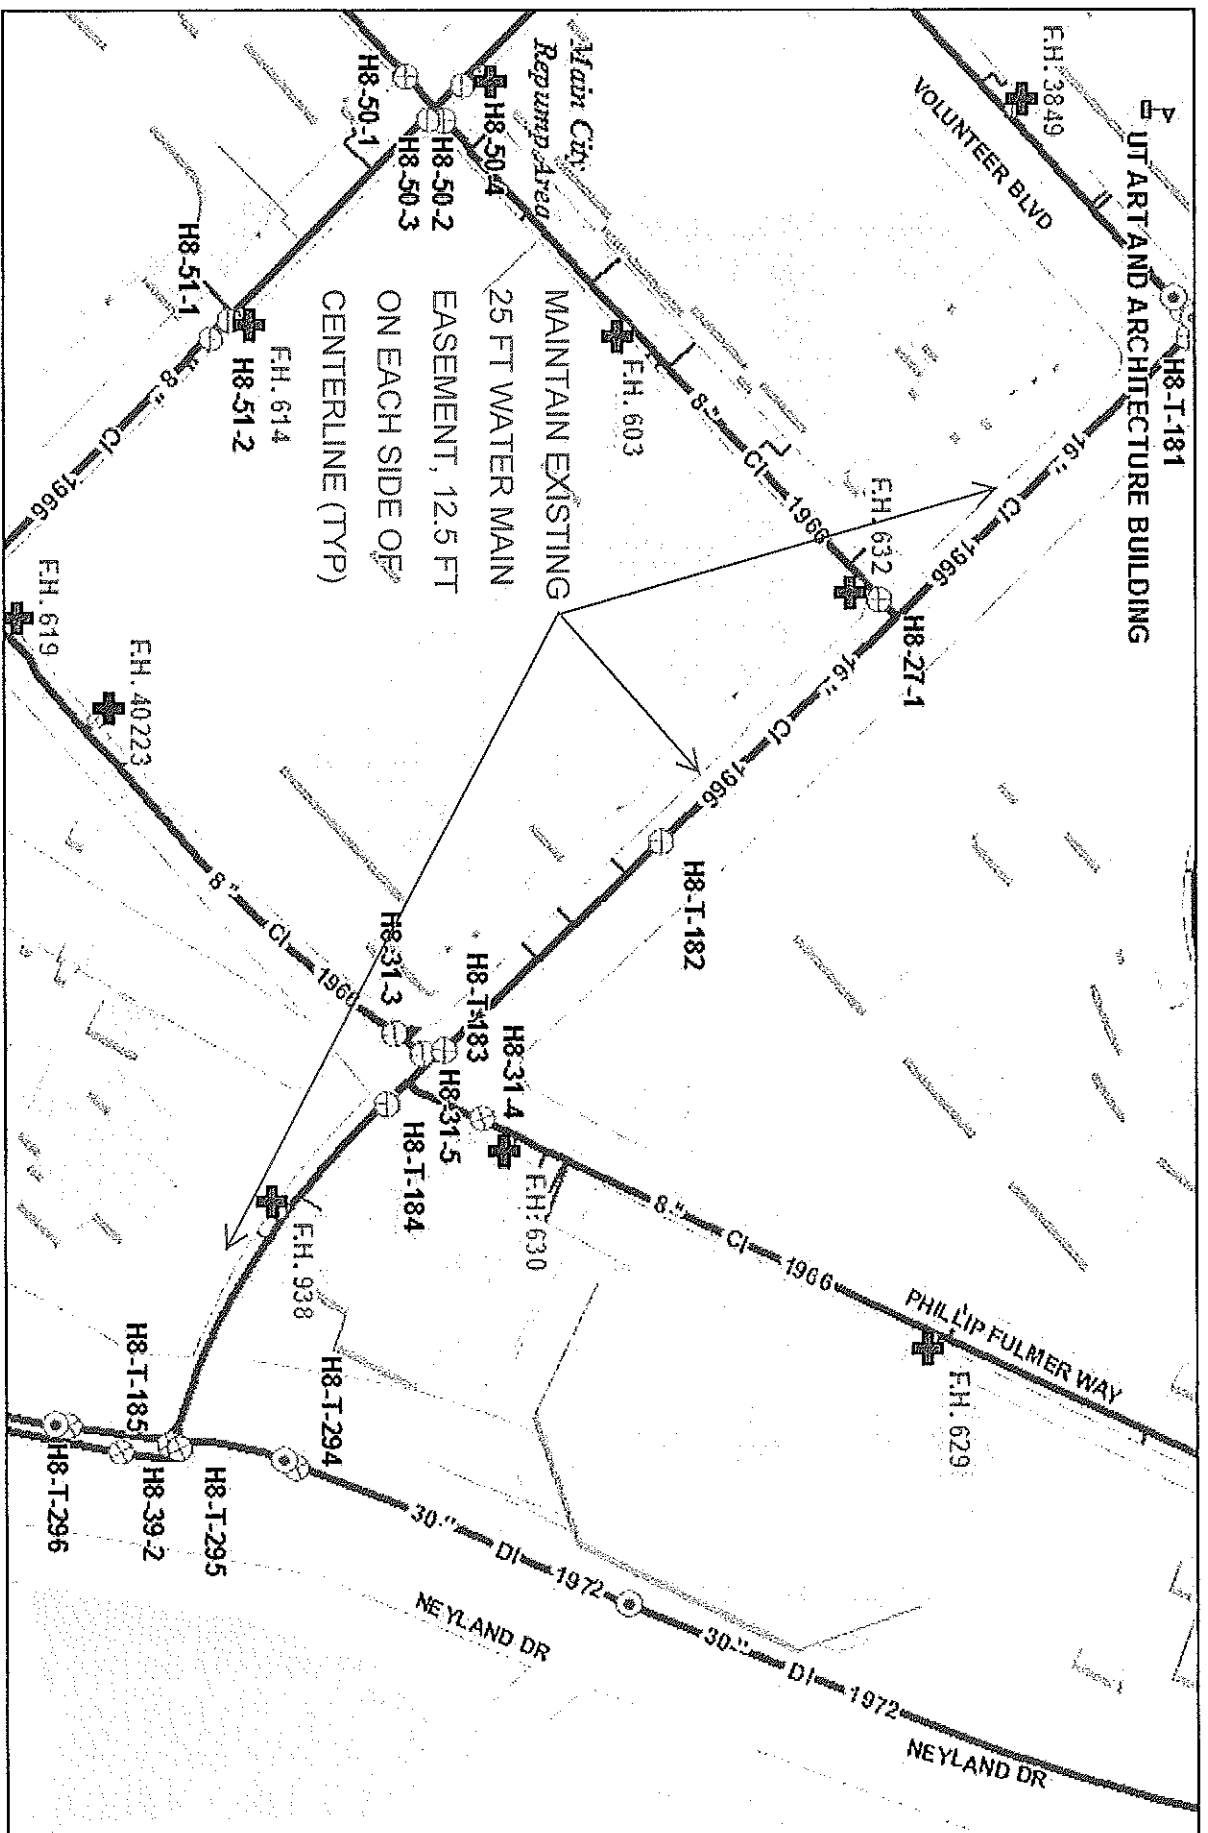 UT ART AND ARCHITECTURE BUILDING
H8-T-181
F.H. 3849
VOLUNTEER BLVD
16" CI 1966
F.H. 632
H8-27-1
16" CI 1966
8" CI 1966
F.H. 603
Main City
Repump Area
H8-50-4
H8-50-2
H8-50-3
H8-50-1
MAINTAIN EXISTING
25 FT WATER MAIN
EASEMENT, 12.5 FT
ON EACH SIDE OF
CENTERLINE (TYP)
H8-51-1
F.H. 614
H8-51-2
8" CI 1966
F.H. 619
F.H. 40223
8" CI 1966
H8-T-182
H8-31-3
H8-T-183
H8-31-4
H8-31-5
H8-T-184
F.H. 630
8" CI 1966
PHILLIP FULMER WAY
F.H. 629
F.H. 938
H8-T-294
H8-T-185
H8-T-295
H8-39-2
H8-T-296
30" DI 1972
30" DI 1972
NEYLAND DR
NEYLAND DR